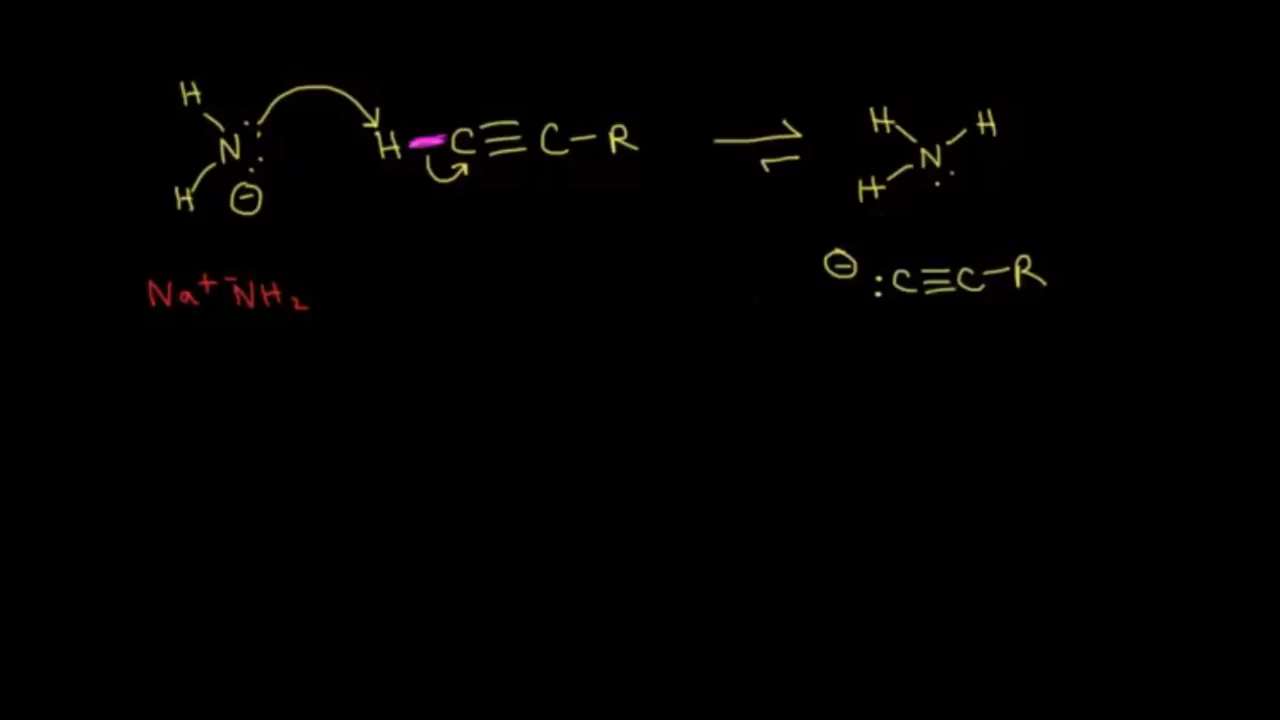 H H H
N : H - C ≡ C - R ⇌ N
H : ⊖ H ..
⊖ : C ≡ C - R
Na⁺ ⁻NH₂